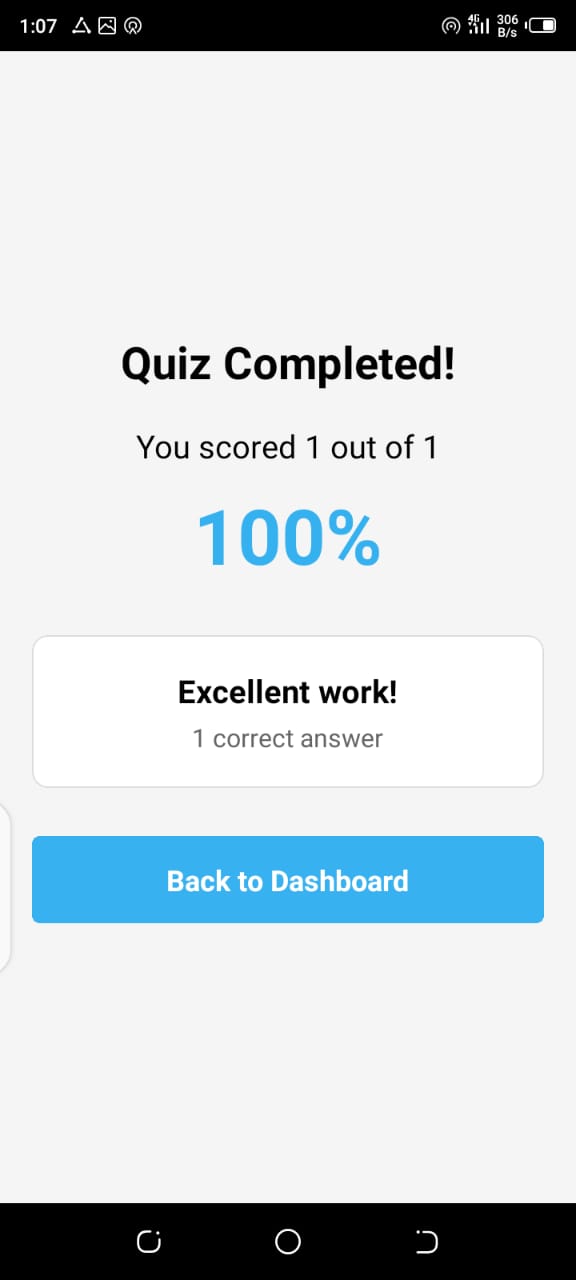 1:07
4G
306
B/s
Quiz Completed!
You scored 1 out of 1
100%
Excellent work!
1 correct answer
Back to Dashboard